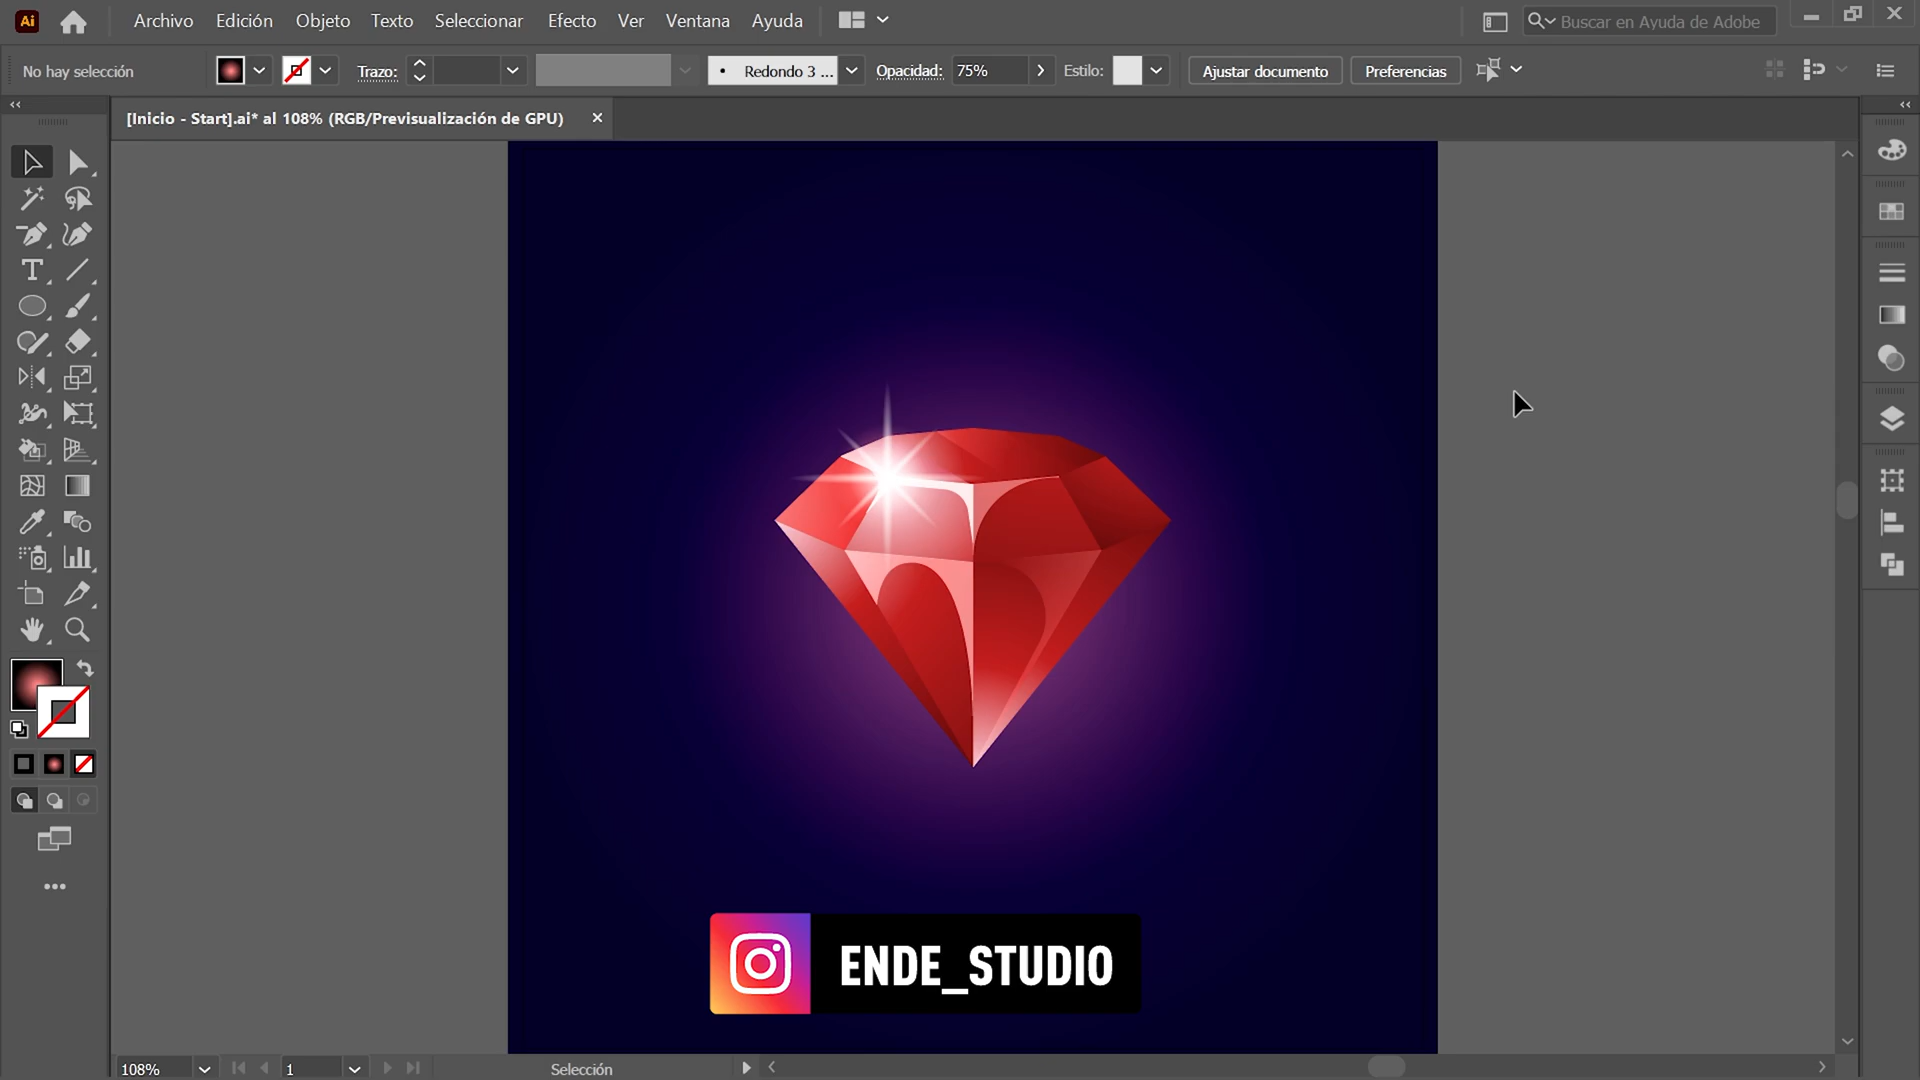 Ai Archivo Edición Objeto Texto Seleccionar Efecto Ver Ventana Ayuda Buscar en Ayuda de Adobe
No hay selección Trazo: Redondo 3 ... Opacidad: 75% Estilo: Ajustar documento Preferencias
[Inicio - Start].ai* al 108% (RGB/Previsualización de GPU)
ENDE_STUDIO
108% 1 Selección